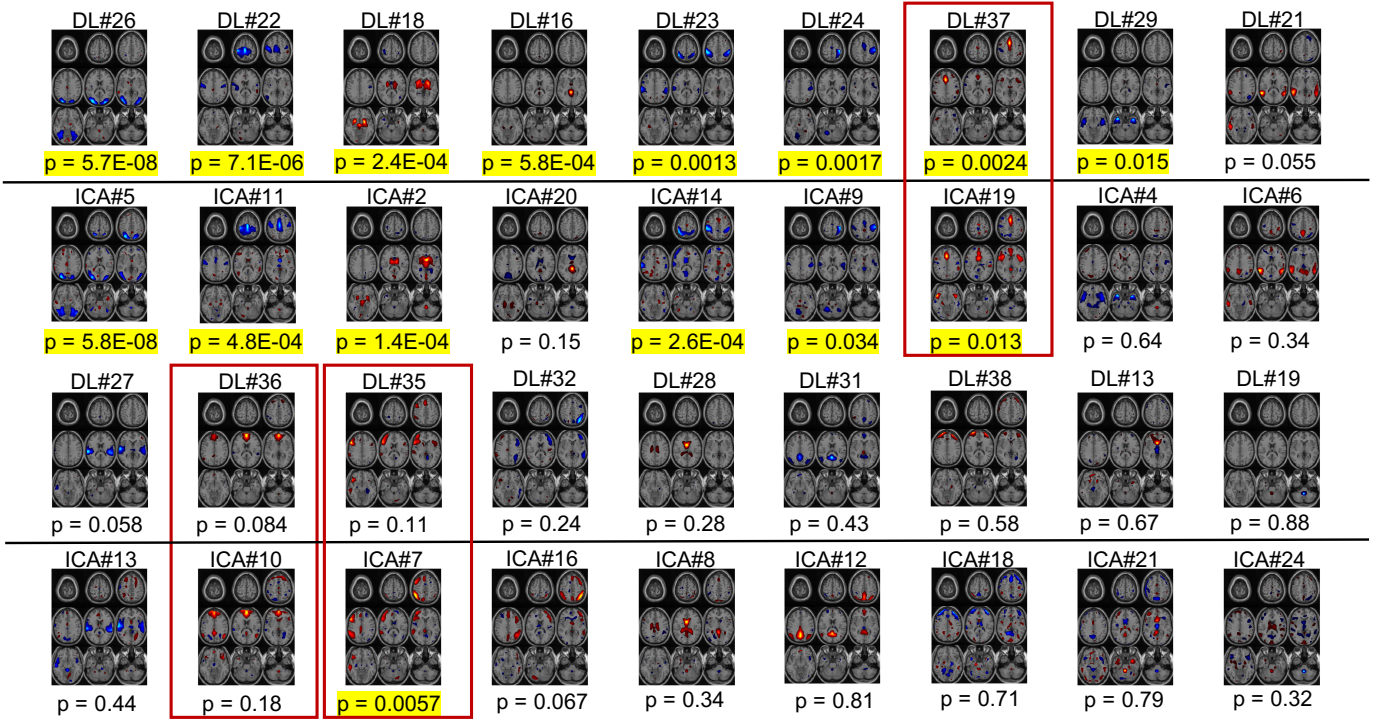 DL#26 DL#22 DL#18 DL#16 DL#23 DL#24 DL#37 DL#29 DL#21
p = 5.7E-08 p = 7.1E-06 p = 2.4E-04 p = 5.8E-04 p = 0.0013 p = 0.0017 p = 0.0024 p = 0.015 p = 0.055
ICA#5 ICA#11 ICA#2 ICA#20 ICA#14 ICA#9 ICA#19 ICA#4 ICA#6
p = 5.8E-08 p = 4.8E-04 p = 1.4E-04 p = 0.15 p = 2.6E-04 p = 0.034 p = 0.013 p = 0.64 p = 0.34
DL#27 DL#36 DL#35 DL#32 DL#28 DL#31 DL#38 DL#13 DL#19
p = 0.058 p = 0.084 p = 0.11 p = 0.24 p = 0.28 p = 0.43 p = 0.58 p = 0.67 p = 0.88
ICA#13 ICA#10 ICA#7 ICA#16 ICA#8 ICA#12 ICA#18 ICA#21 ICA#24
p = 0.44 p = 0.18 p = 0.0057 p = 0.067 p = 0.34 p = 0.81 p = 0.71 p = 0.79 p = 0.32